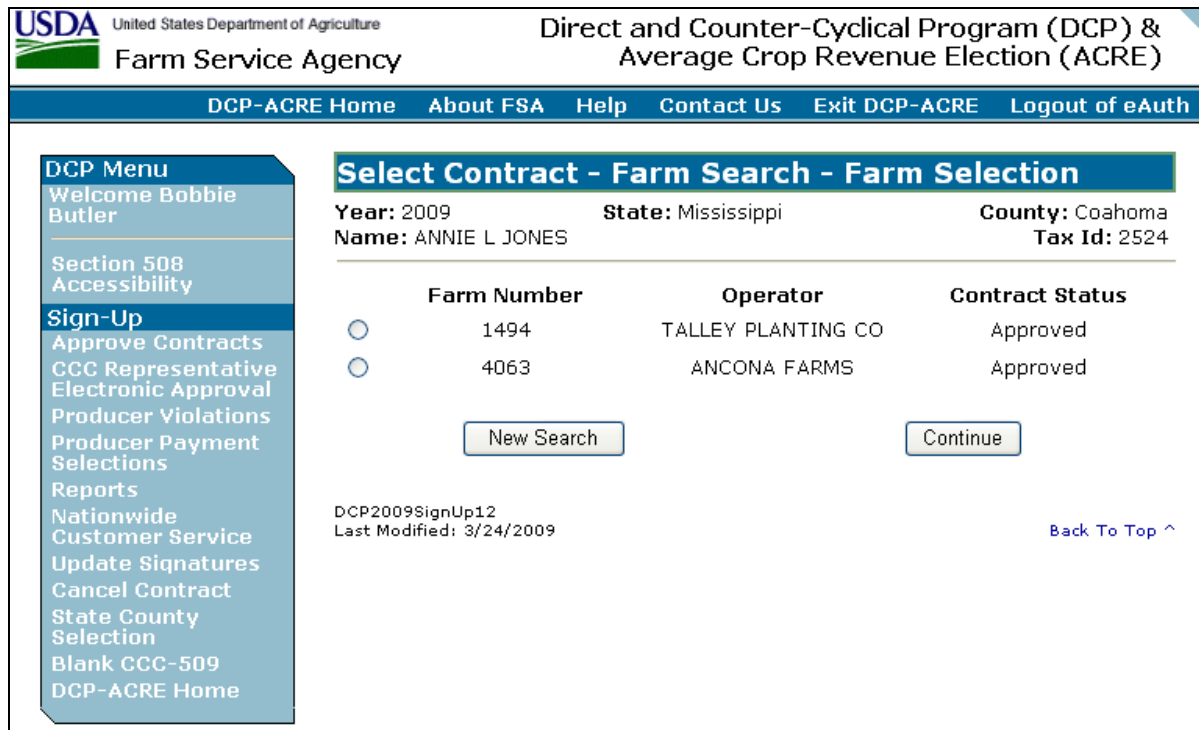 USDA United States Department of Agriculture
Farm Service Agency
Direct and Counter-Cyclical Program (DCP) &
Average Crop Revenue Election (ACRE)
DCP-ACRE Home About FSA Help Contact Us Exit DCP-ACRE Logout of eAuth
DCP Menu
Welcome Bobbie
Butler
Section 508
Accessibility
Sign-Up
Approve Contracts
CCC Representative
Electronic Approval
Producer Violations
Producer Payment
Selections
Reports
Nationwide
Customer Service
Update Signatures
Cancel Contract
State County
Selection
Blank CCC-509
DCP-ACRE Home
Select Contract - Farm Search - Farm Selection
Year: 2009 State: Mississippi County: Coahoma
Name: ANNIE L JONES Tax Id: 2524
Farm Number Operator Contract Status
1494 TALLEY PLANTING CO Approved
4063 ANCONA FARMS Approved
New Search Continue
DCP2009SignUp12
Last Modified: 3/24/2009 Back To Top ^